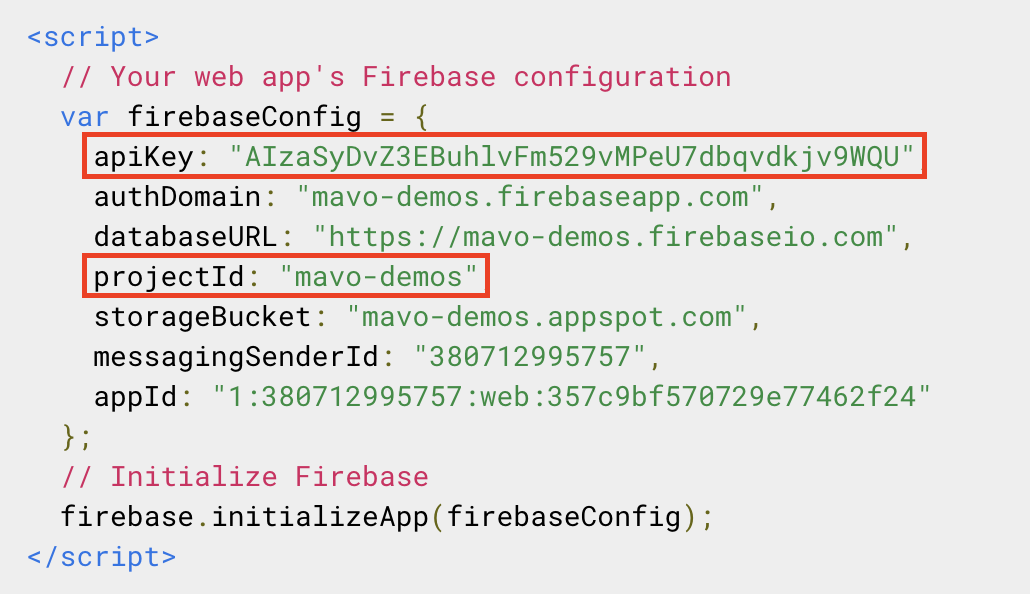 <script>
// Your web app's Firebase configuration
var firebaseConfig = {
apiKey: "AIzaSyDvZ3EBuhlvFm529vMPeU7dbqvdkjv9WQU"
authDomain: "mavo-demos.firebaseapp.com",
databaseURL: "https://mavo-demos.firebaseio.com",
projectId: "mavo-demos"
storageBucket: "mavo-demos.appspot.com",
messagingSenderId: "380712995757",
appId: "1:380712995757:web:357c9bf570729e77462f24"
};
// Initialize Firebase
firebase.initializeApp(firebaseConfig);
</script>